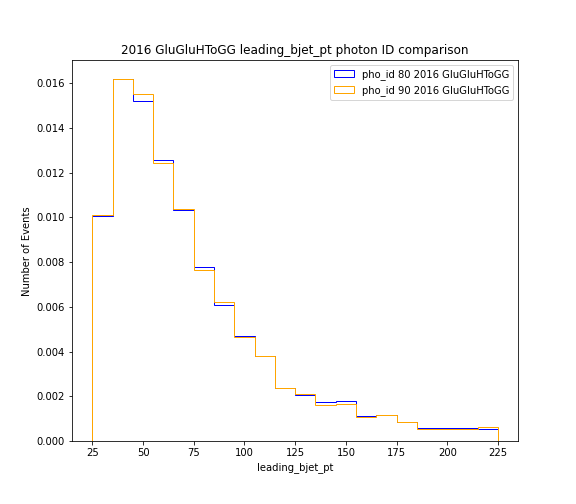 2016 GluGluHToGG leading_bjet_pt photon ID comparison
pho_id 80 2016 GluGluHToGG
pho_id 90 2016 GluGluHToGG
Number of Events
0.016
0.014
0.012
0.010
0.008
0.006
0.004
0.002
0.000
25 50 75 100 125 150 175 200 225
leading_bjet_pt